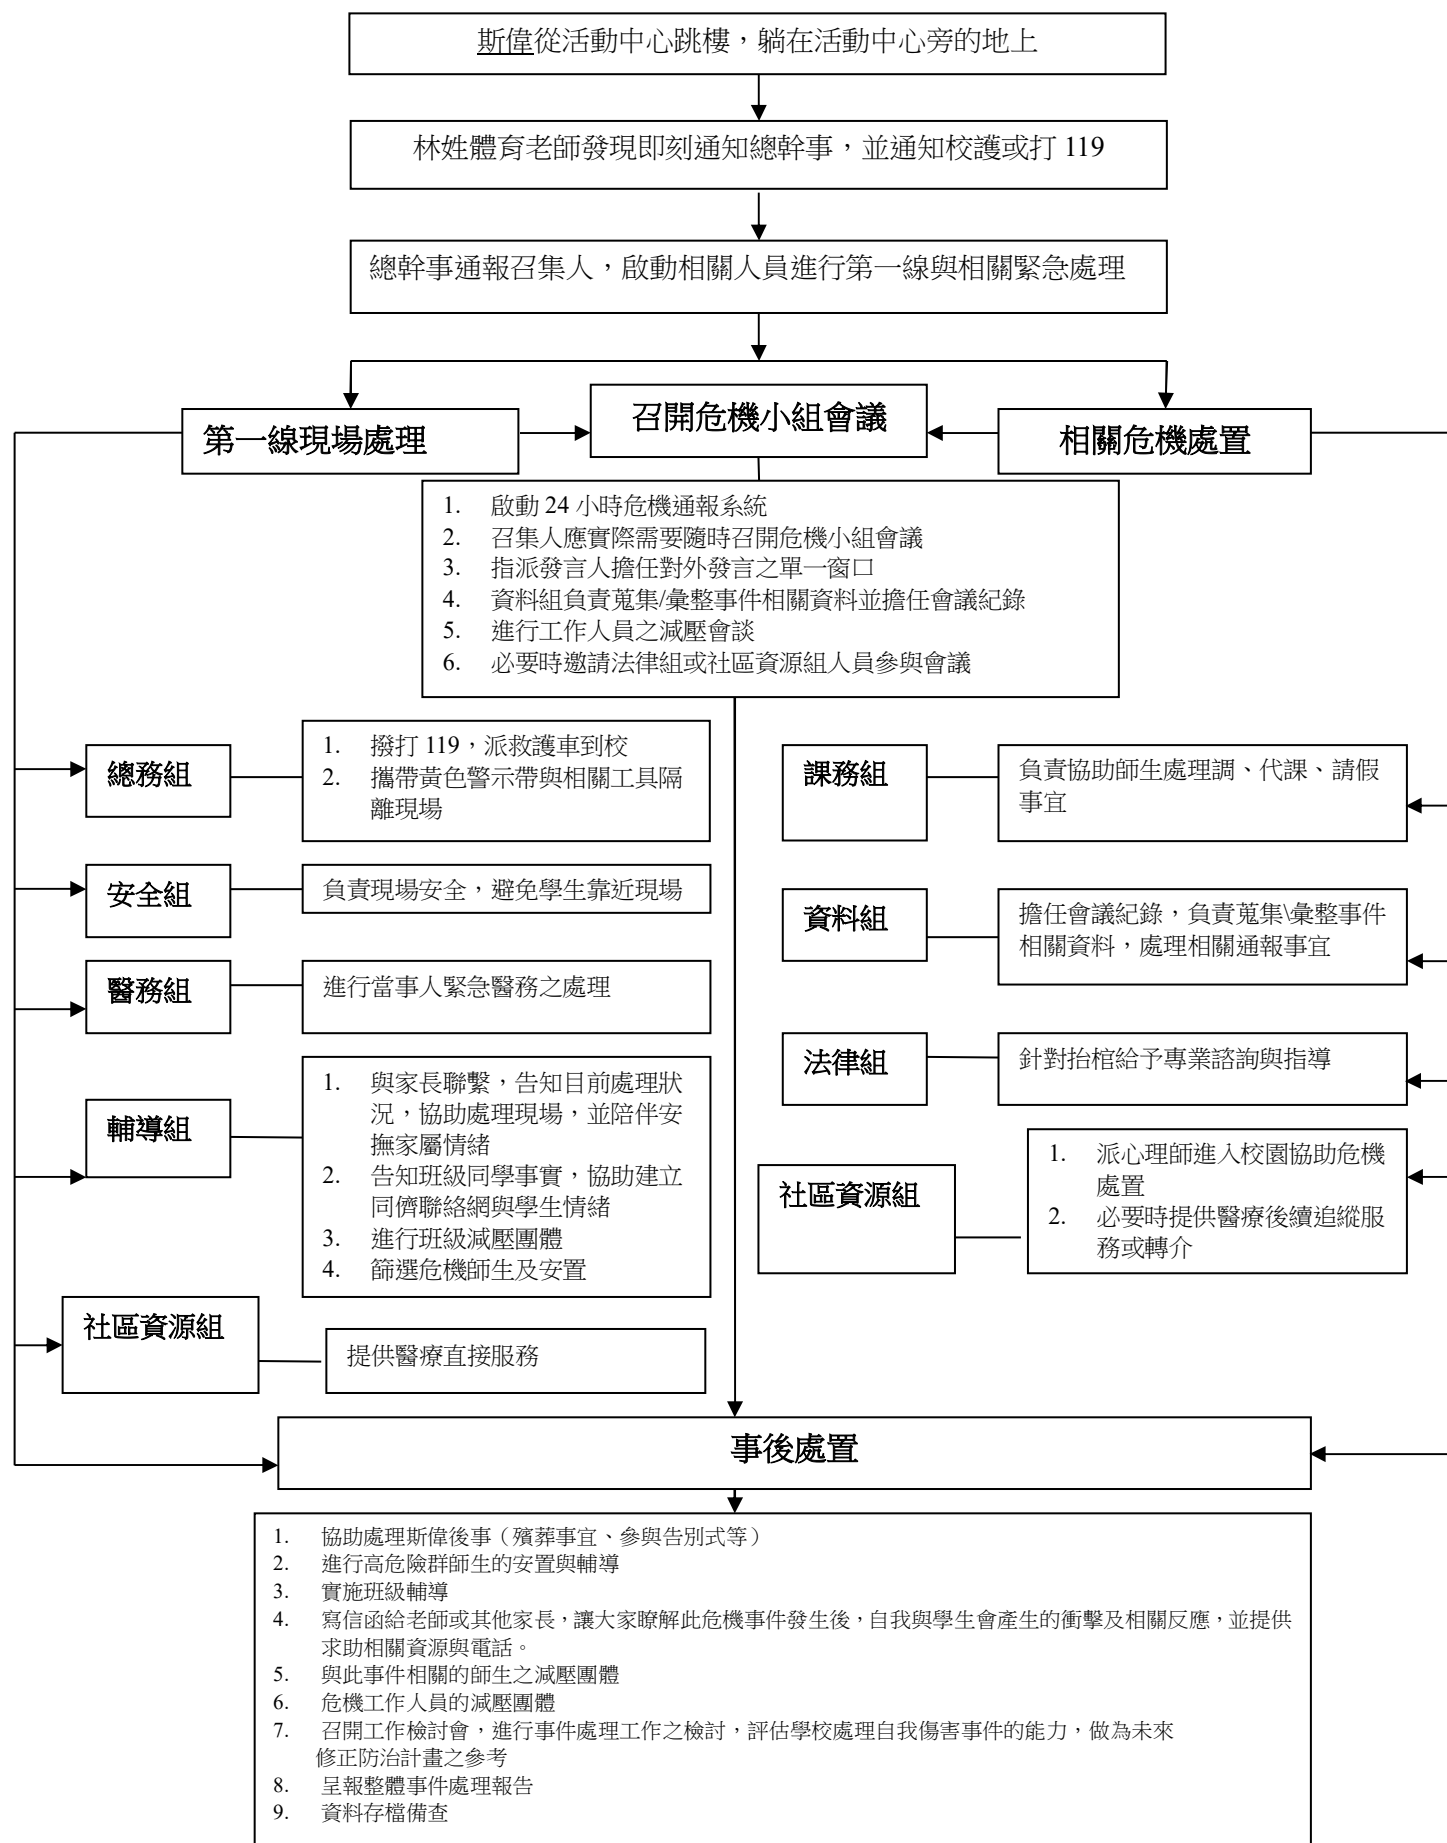 斯偉從活動中心跳樓，躺在活動中心旁的地上
林姓體育老師發現即刻通知總幹事，並通知校護或打 119
總幹事通報召集人，啟動相關人員進行第一線與相關緊急處理
第一線現場處理
召開危機小組會議
相關危機處置
1. 啟動 24 小時危機通報系統
2. 召集人應實際需要隨時召開危機小組會議
3. 指派發言人擔任對外發言之單一窗口
4. 資料組負責蒐集/彙整事件相關資料並擔任會議紀錄
5. 進行工作人員之減壓會談
6. 必要時邀請法律組或社區資源組人員參與會議
總務組
1. 撥打 119，派救護車到校
2. 攜帶黃色警示帶與相關工具隔
離現場
安全組
負責現場安全，避免學生靠近現場
醫務組
進行當事人緊急醫務之處理
輔導組
1. 與家長聯繫，告知目前處理狀
況，協助處理現場，並陪伴安
撫家屬情緒
2. 告知班級同學事實，協助建立
同儕聯絡網與學生情緒
3. 進行班級減壓團體
4. 篩選危機師生及安置
社區資源組
提供醫療直接服務
課務組
負責協助師生處理調、代課、請假
事宜
資料組
擔任會議紀錄，負責蒐集\彙整事件
相關資料，處理相關通報事宜
法律組
針對抬棺給予專業諮詢與指導
社區資源組
1. 派心理師進入校園協助危機
處置
2. 必要時提供醫療後續追縱服
務或轉介
事後處置
1. 協助處理斯偉後事（殯葬事宜、參與告別式等）
2. 進行高危險群師生的安置與輔導
3. 實施班級輔導
4. 寫信函給老師或其他家長，讓大家瞭解此危機事件發生後，自我與學生會產生的衝擊及相關反應，並提供
求助相關資源與電話。
5. 與此事件相關的師生之減壓團體
6. 危機工作人員的減壓團體
7. 召開工作檢討會，進行事件處理工作之檢討，評估學校處理自我傷害事件的能力，做為未來
修正防治計畫之參考
8. 呈報整體事件處理報告
9. 資料存檔備查